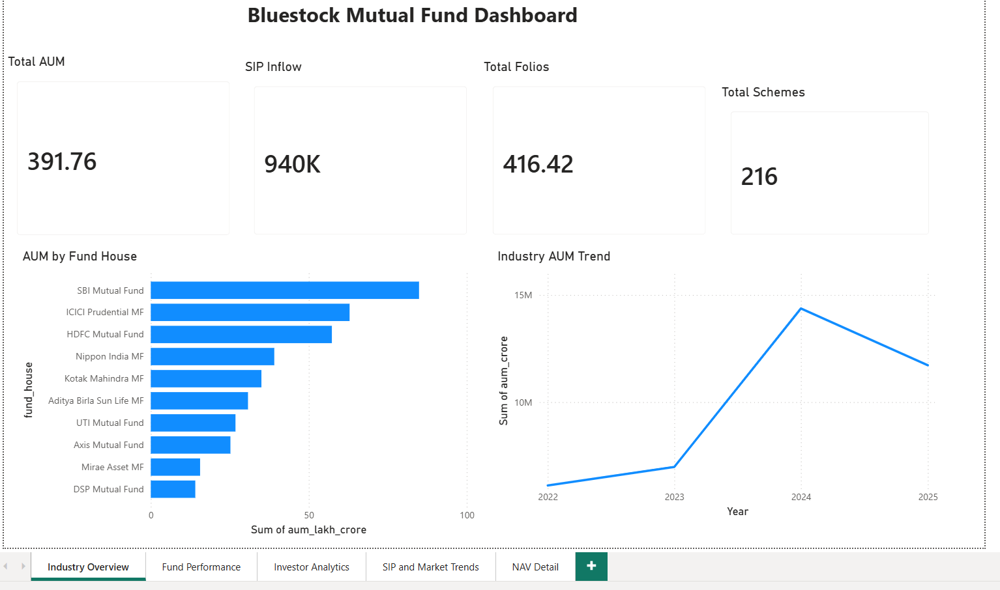 Bluestock Mutual Fund Dashboard
Total AUM
SIP Inflow
Total Folios
Total Schemes
391.76
940K
416.42
216
AUM by Fund House
fund_house
SBI Mutual Fund
ICICI Prudential MF
HDFC Mutual Fund
Nippon India MF
Kotak Mahindra MF
Aditya Birla Sun Life MF
UTI Mutual Fund
Axis Mutual Fund
Mirae Asset MF
DSP Mutual Fund
0 50 100
Sum of aum_lakh_crore
Industry AUM Trend
Sum of aum_crore
15M
10M
2022 2023 2024 2025
Year
Industry Overview Fund Performance Investor Analytics SIP and Market Trends NAV Detail +